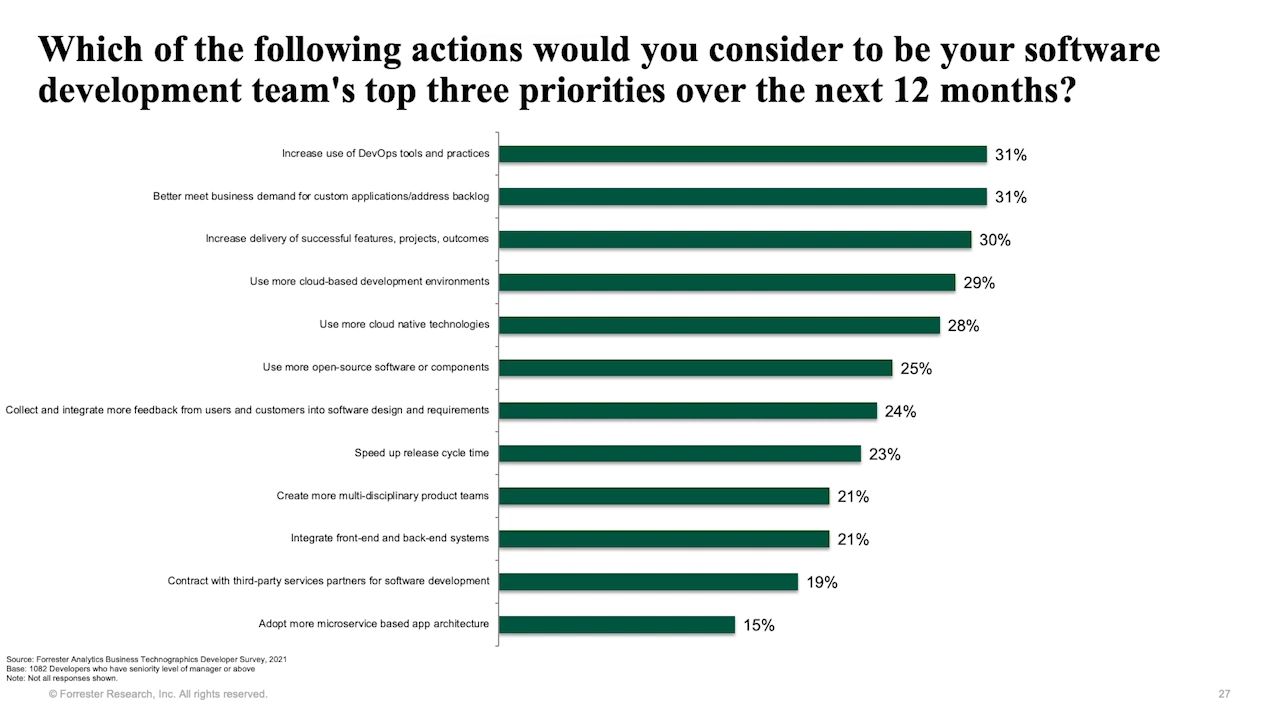 Which of the following actions would you consider to be your software
development team's top three priorities over the next 12 months?
Increase use of DevOps tools and practices 31%
Better meet business demand for custom applications/address backlog 31%
Increase delivery of successful features, projects, outcomes 30%
Use more cloud-based development environments 29%
Use more cloud native technologies 28%
Use more open-source software or components 25%
Collect and integrate more feedback from users and customers into software design and requirements 24%
Speed up release cycle time 23%
Create more multi-disciplinary product teams 21%
Integrate front-end and back-end systems 21%
Contract with third-party services partners for software development 19%
Adopt more microservice based app architecture 15%
Source: Forrester Analytics Business Technographics Developer Survey, 2021
Base: 1082 Developers who have seniority level of manager or above
Note: Not all responses shown.
© Forrester Research, Inc. All rights reserved. 27